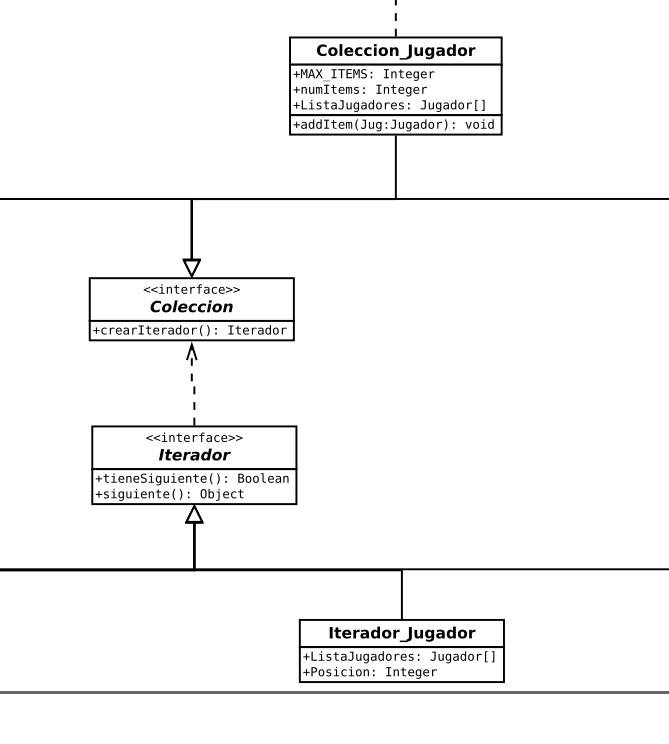 Coleccion_Jugador
+MAX_ITEMS: Integer
+numItems: Integer
+ListaJugadores: Jugador[]
+addItem(Jug:Jugador): void
<<interface>>
Coleccion
+crearIterador(): Iterador
<<interface>>
Iterador
+tieneSiguiente(): Boolean
+siguiente(): Object
Iterador_Jugador
+ListaJugadores: Jugador[]
+Posicion: Integer